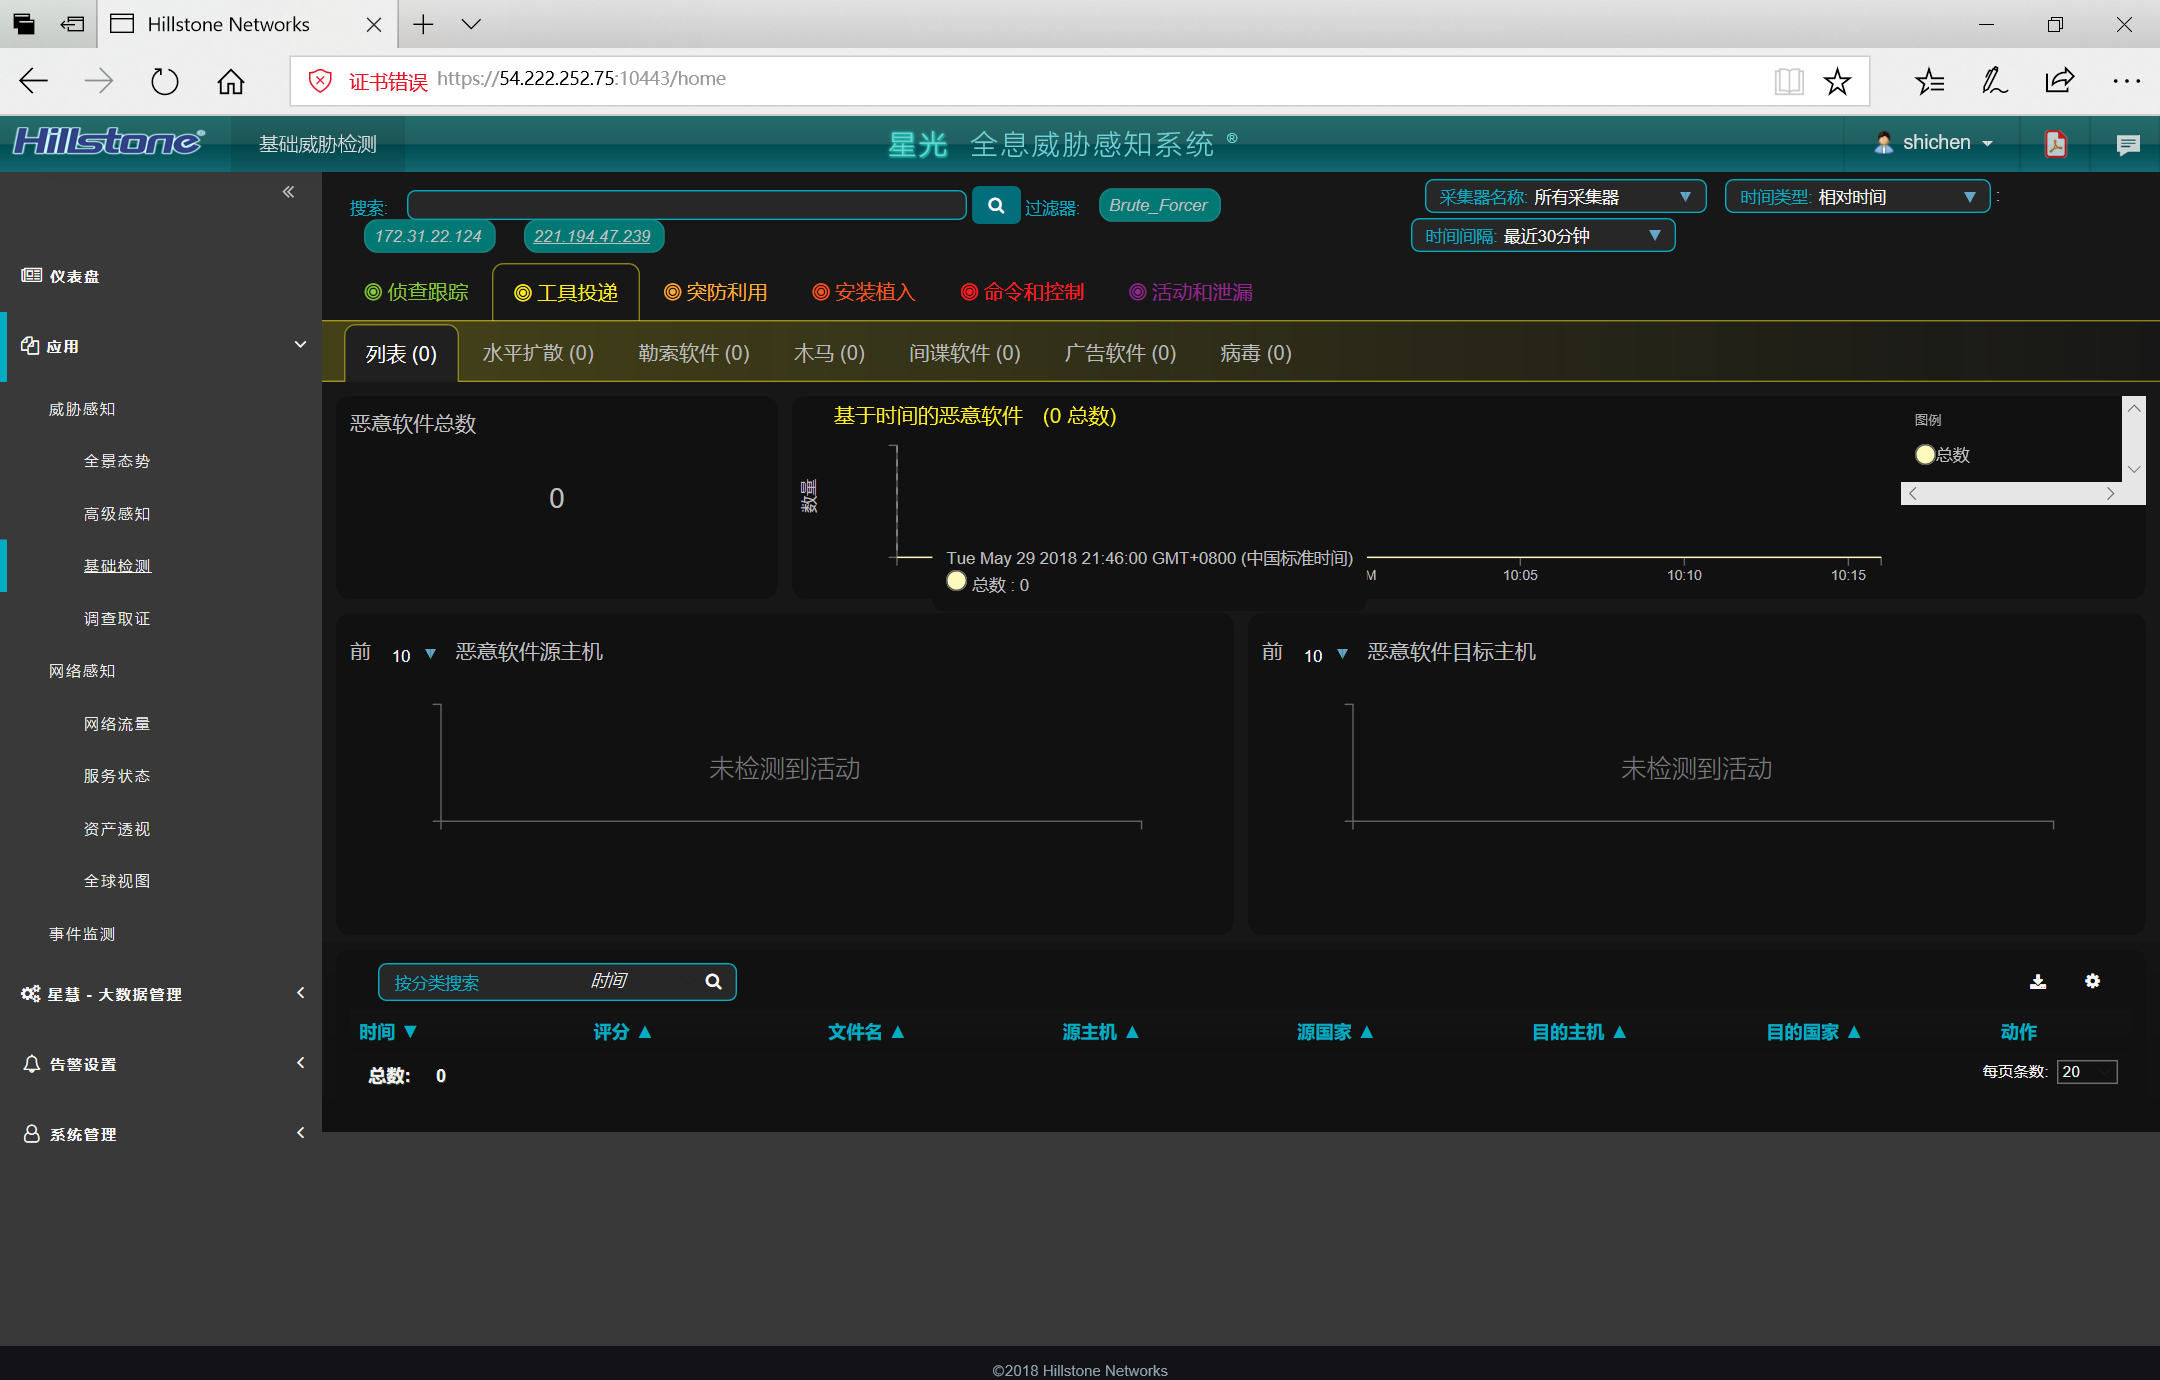 Hillstone Networks
证书错误 https://54.222.252.75:10443/home
Hillstone® 基础威胁检测 星光 全息威胁感知系统 ® shichen
搜索: 过滤器: Brute_Forcer 采集器名称: 所有采集器 时间类型: 相对时间 :
172.31.22.124 221.194.47.239 时间间隔: 最近30分钟
仪表盘
应用
威胁感知
全景态势
高级感知
基础检测
调查取证
网络感知
网络流量
服务状态
资产透视
全球视图
事件监测
星慧 - 大数据管理
告警设置
系统管理
侦查跟踪 工具投递 突防利用 安装植入 命令和控制 活动和泄漏
列表 (0) 水平扩散 (0) 勒索软件 (0) 木马 (0) 间谍软件 (0) 广告软件 (0) 病毒 (0)
恶意软件总数
0
基于时间的恶意软件 (0 总数)
数量
图例
总数
Tue May 29 2018 21:46:00 GMT+0800 (中国标准时间)
总数 : 0
M 10:05 10:10 10:15
前 10 恶意软件源主机
未检测到活动
前 10 恶意软件目标主机
未检测到活动
按分类搜索 时间
时间 ▼ 评分 ▲ 文件名 ▲ 源主机 ▲ 源国家 ▲ 目的主机 ▲ 目的国家 ▲ 动作
总数: 0 每页条数: 20
©2018 Hillstone Networks